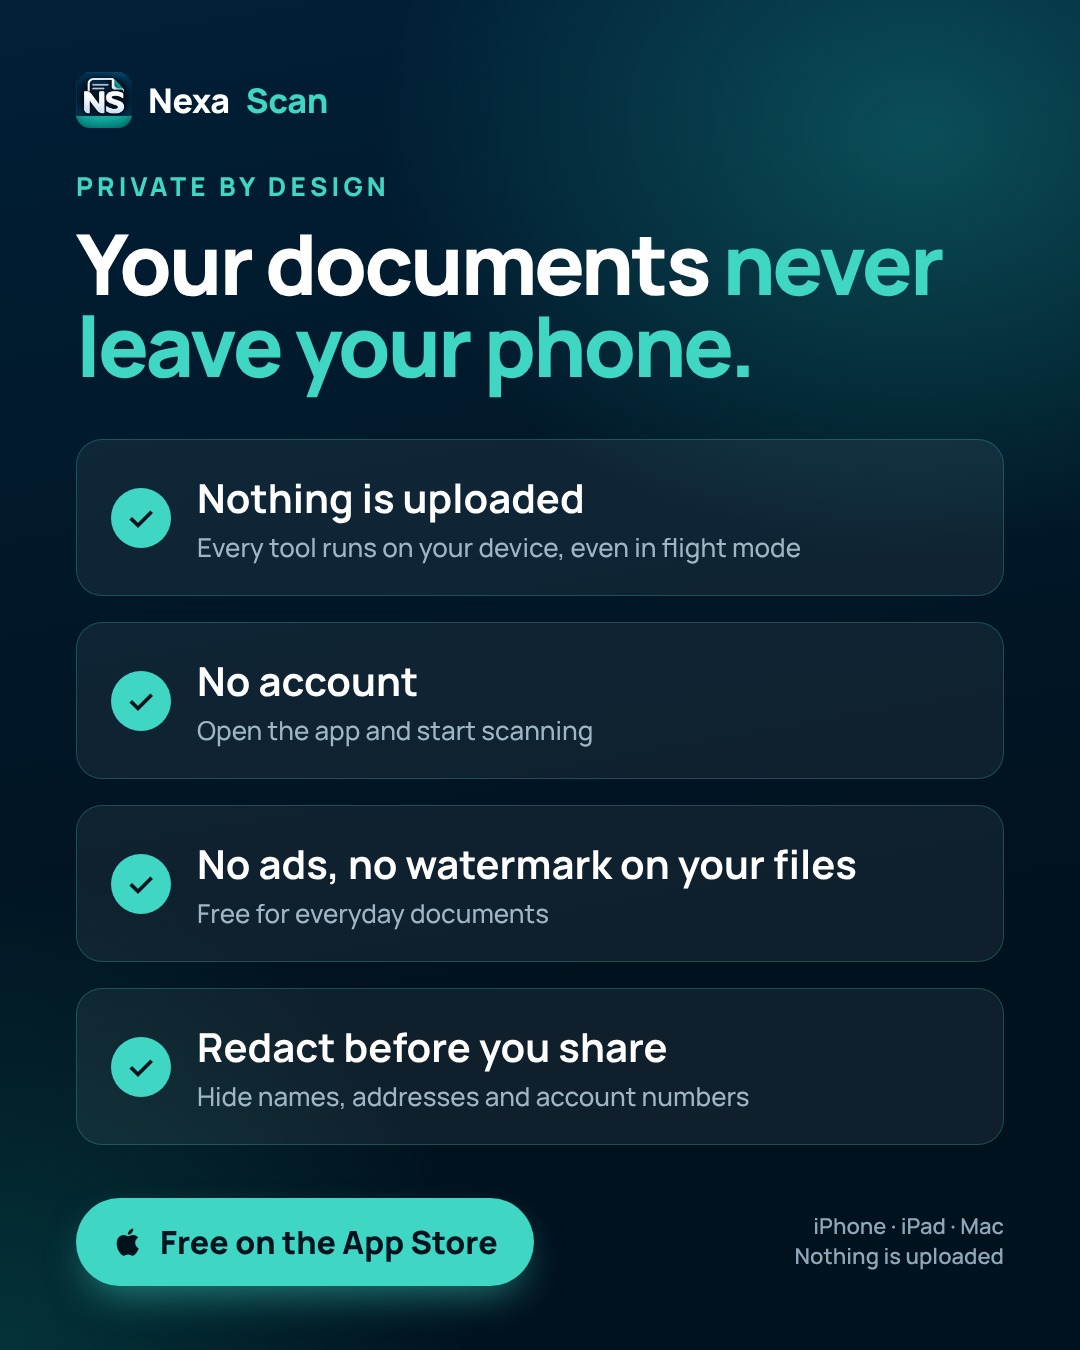 NS
Nexa Scan
PRIVATE BY DESIGN
Your documents never
leave your phone.
Nothing is uploaded
Every tool runs on your device, even in flight mode
No account
Open the app and start scanning
No ads, no watermark on your files
Free for everyday documents
Redact before you share
Hide names, addresses and account numbers
Free on the App Store
iPhone · iPad · Mac
Nothing is uploaded